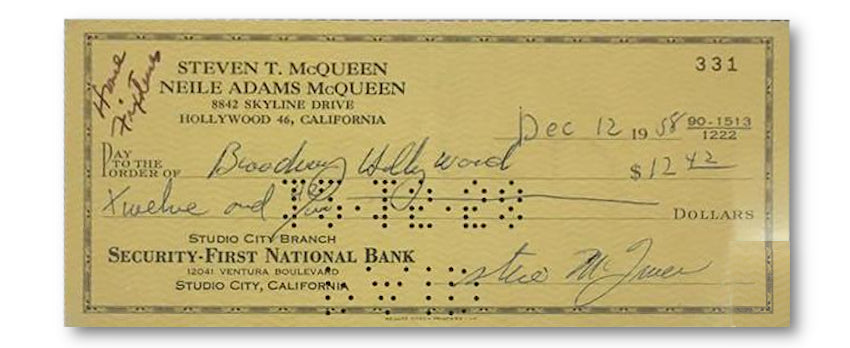 Home Fixtures
STEVEN T. MCQUEEN 331
NEILE ADAMS MCQUEEN
8842 SKYLINE DRIVE
HOLLYWOOD 46, CALIFORNIA
Dec 12 1958 90-1513
1222
PAY TO THE ORDER OF Broadway Hollywood $12 42
Twelve and 42/100 DOLLARS
STUDIO CITY BRANCH
SECURITY-FIRST NATIONAL BANK
12041 VENTURA BOULEVARD
STUDIO CITY, CALIFORNIA
Steve McQueen